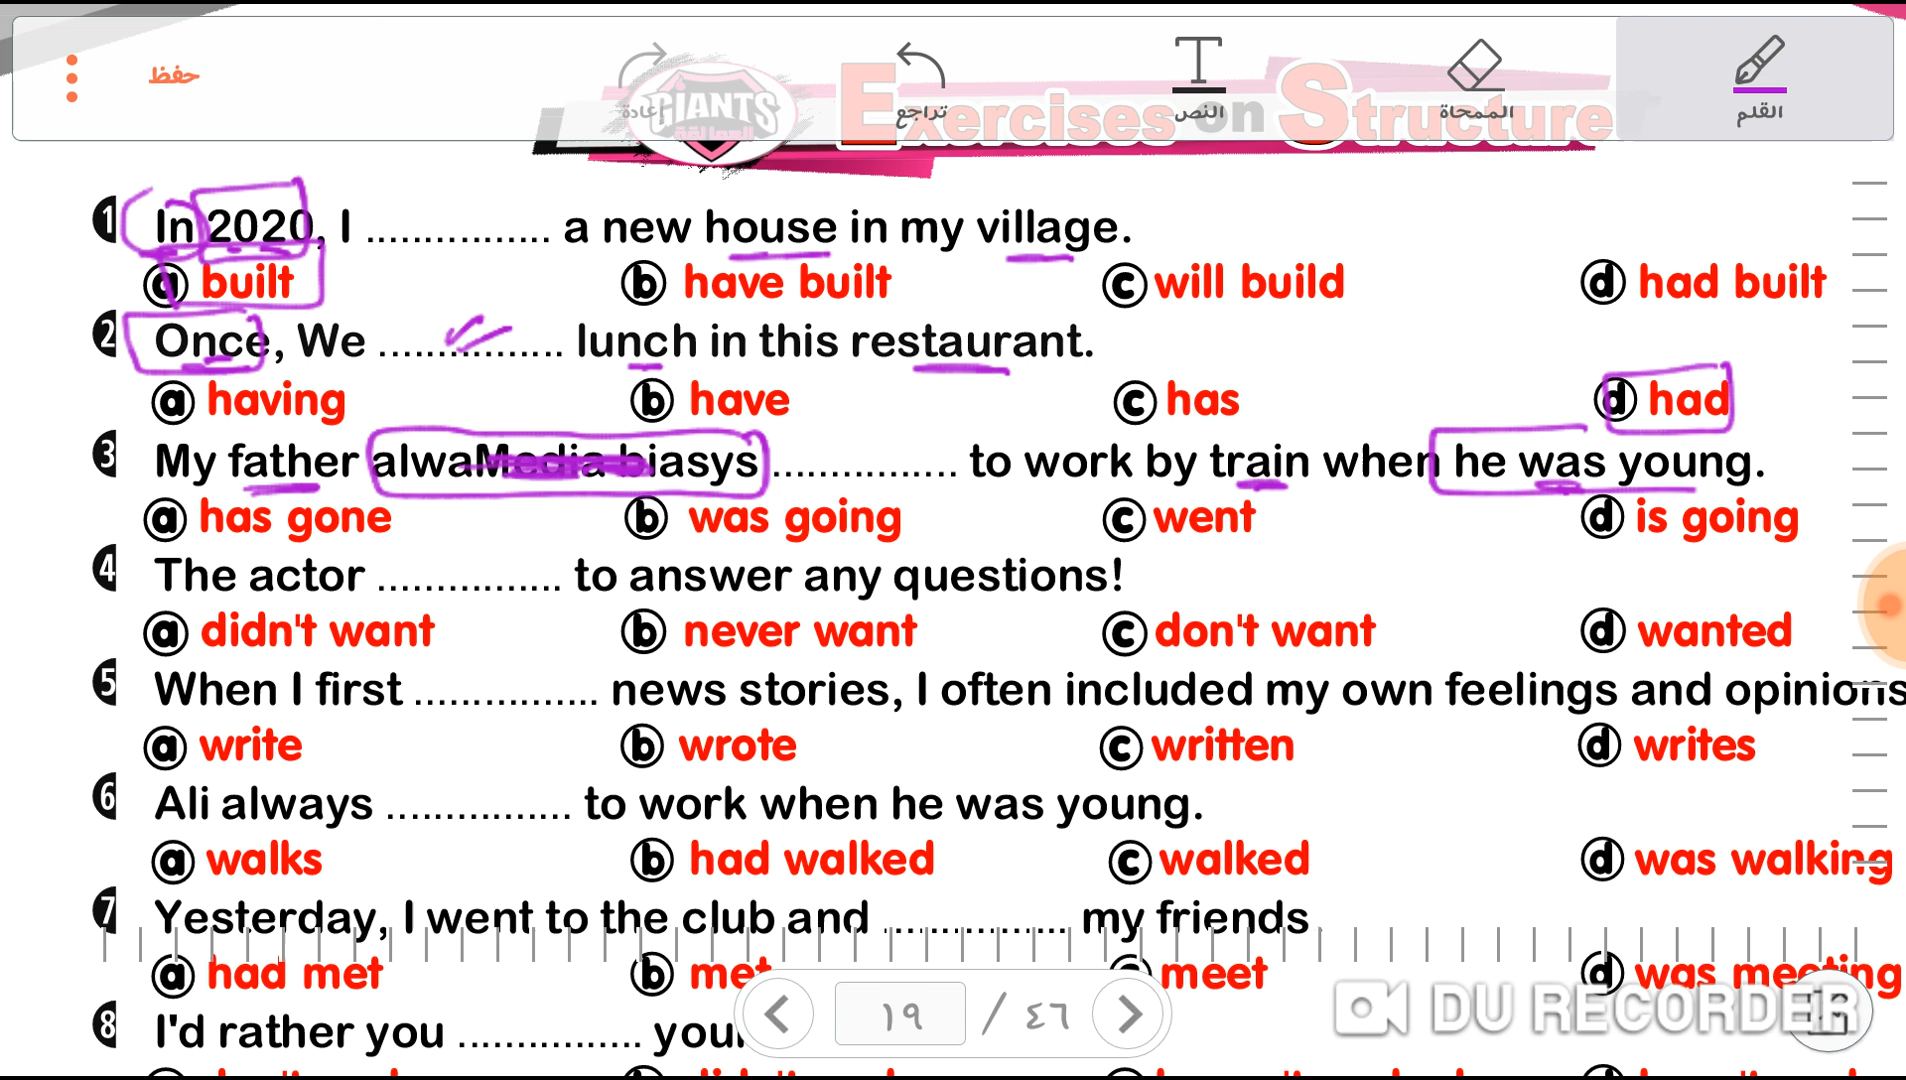 حفظ
إعادة
تراجع
النص
الممحاة
القلم
GIANTS
العمالقة
Exercises on Structure
1 In 2020, I ................ a new house in my village.
a built b have built c will build d had built
2 Once, We ................ lunch in this restaurant.
a having b have c has d had
3 My father alwaMedia biasys ................ to work by train when he was young.
a has gone b was going c went d is going
4 The actor ................ to answer any questions!
a didn't want b never want c don't want d wanted
5 When I first ................ news stories, I often included my own feelings and opinions
a write b wrote c written d writes
6 Ali always ................ to work when he was young.
a walks b had walked c walked d was walking
7 Yesterday, I went to the club and ................ my friends
a had met b met c meet d was meeting
8 I'd rather you ................
١٩ / ٤٦
DU RECORDER